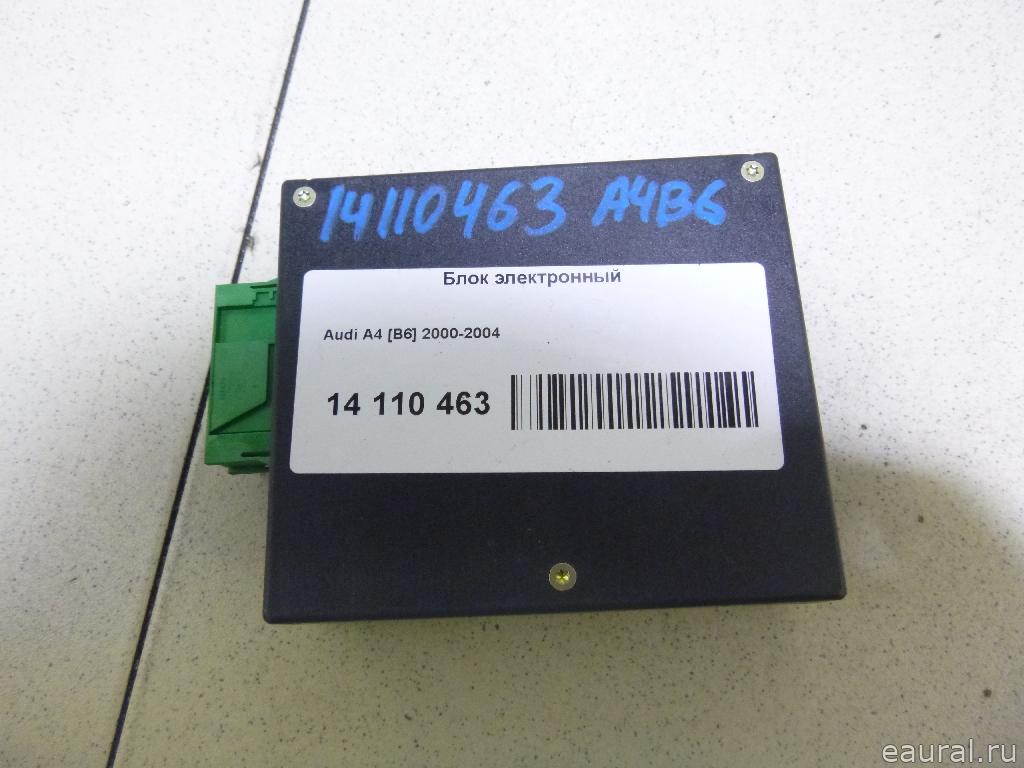 14110463 A4B6
Блок электронный
Audi A4 [B6] 2000-2004
14 110 463
eaural.ru